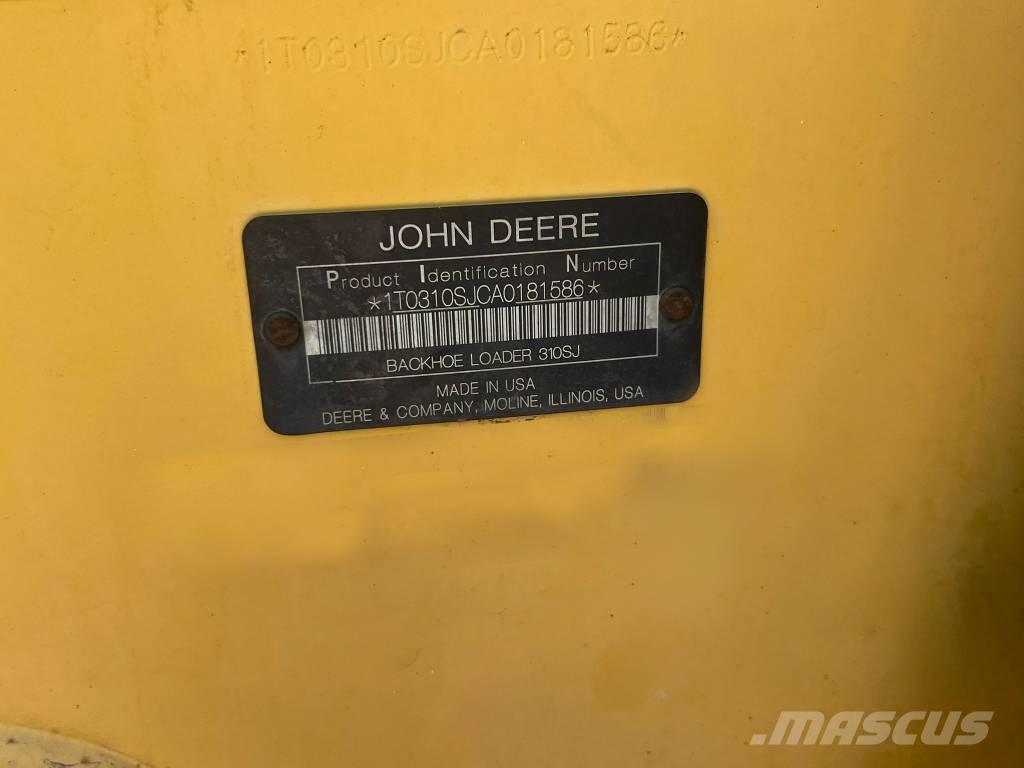 *1T0310SJCA0181586*
JOHN DEERE
Product Identification Number
*1T0310SJCA0181586*
BACKHOE LOADER 310SJ
MADE IN USA
DEERE & COMPANY, MOLINE, ILLINOIS, USA
.MASCUS